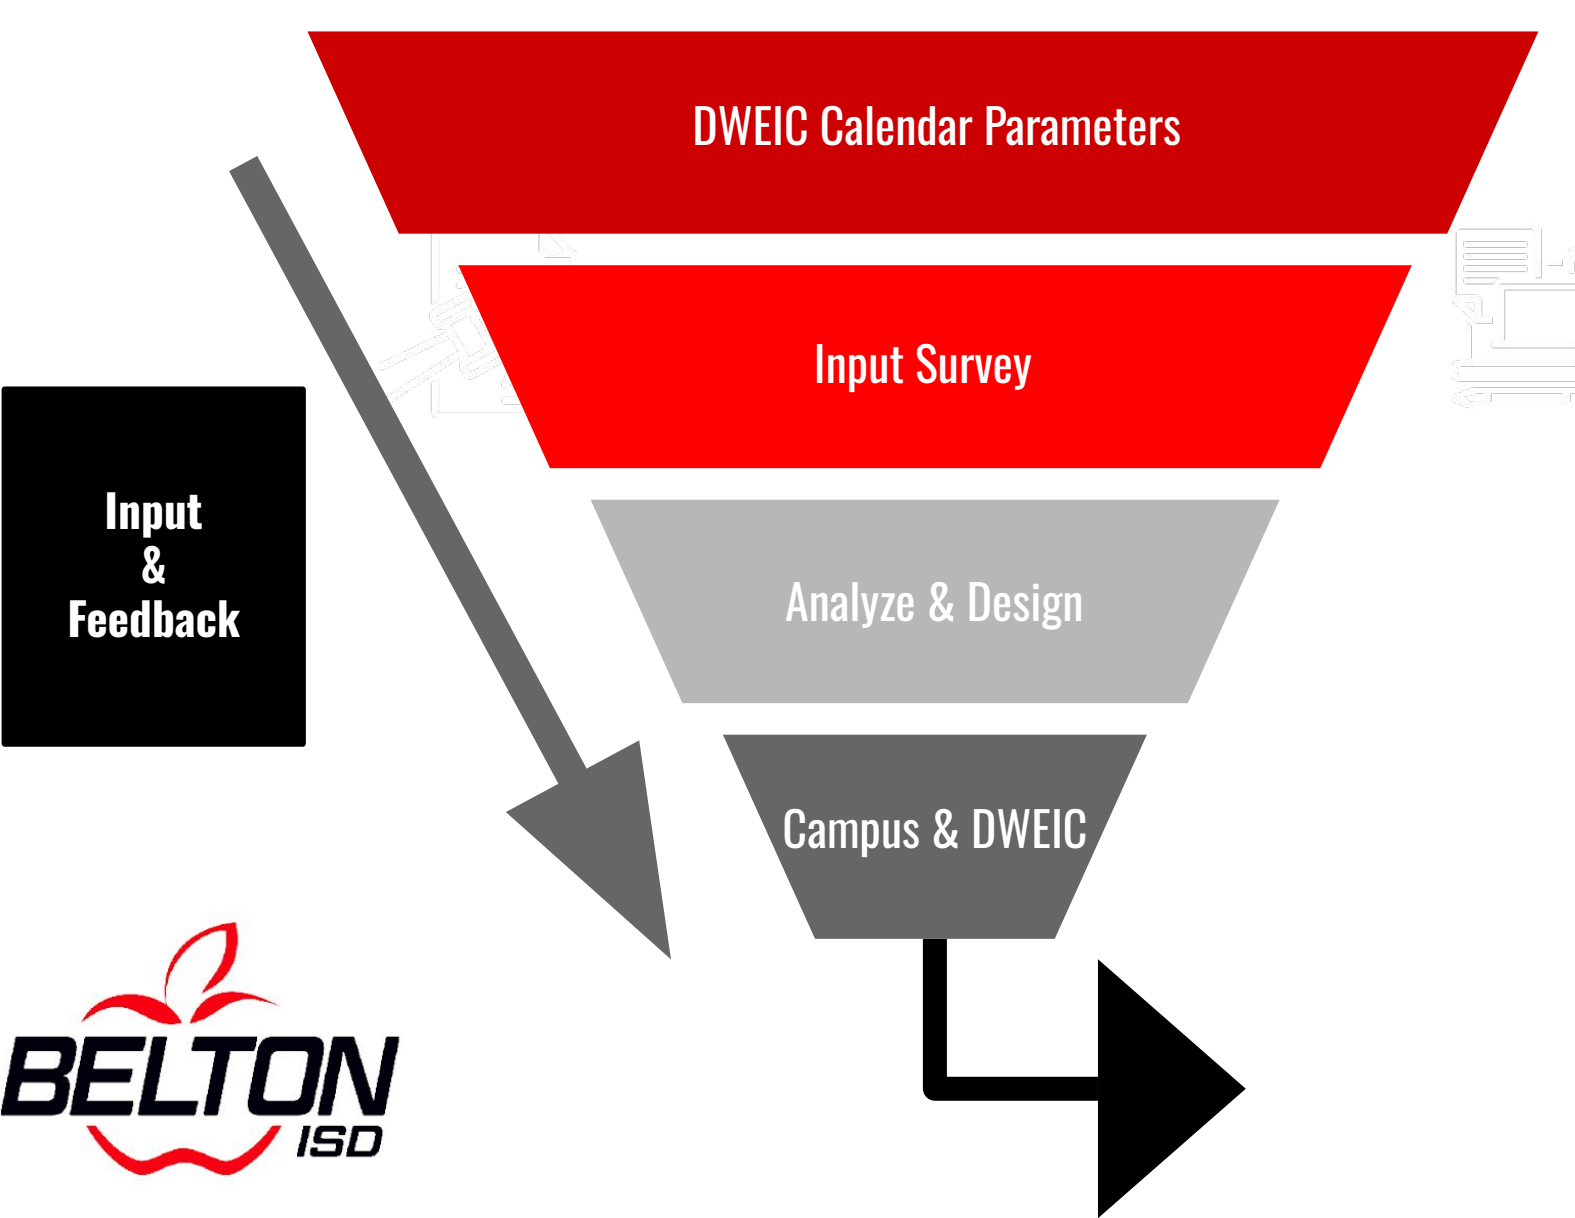 DWEIC Calendar Parameters
Input Survey
Analyze & Design
Campus & DWEIC
Input
&
Feedback
BELTON
ISD